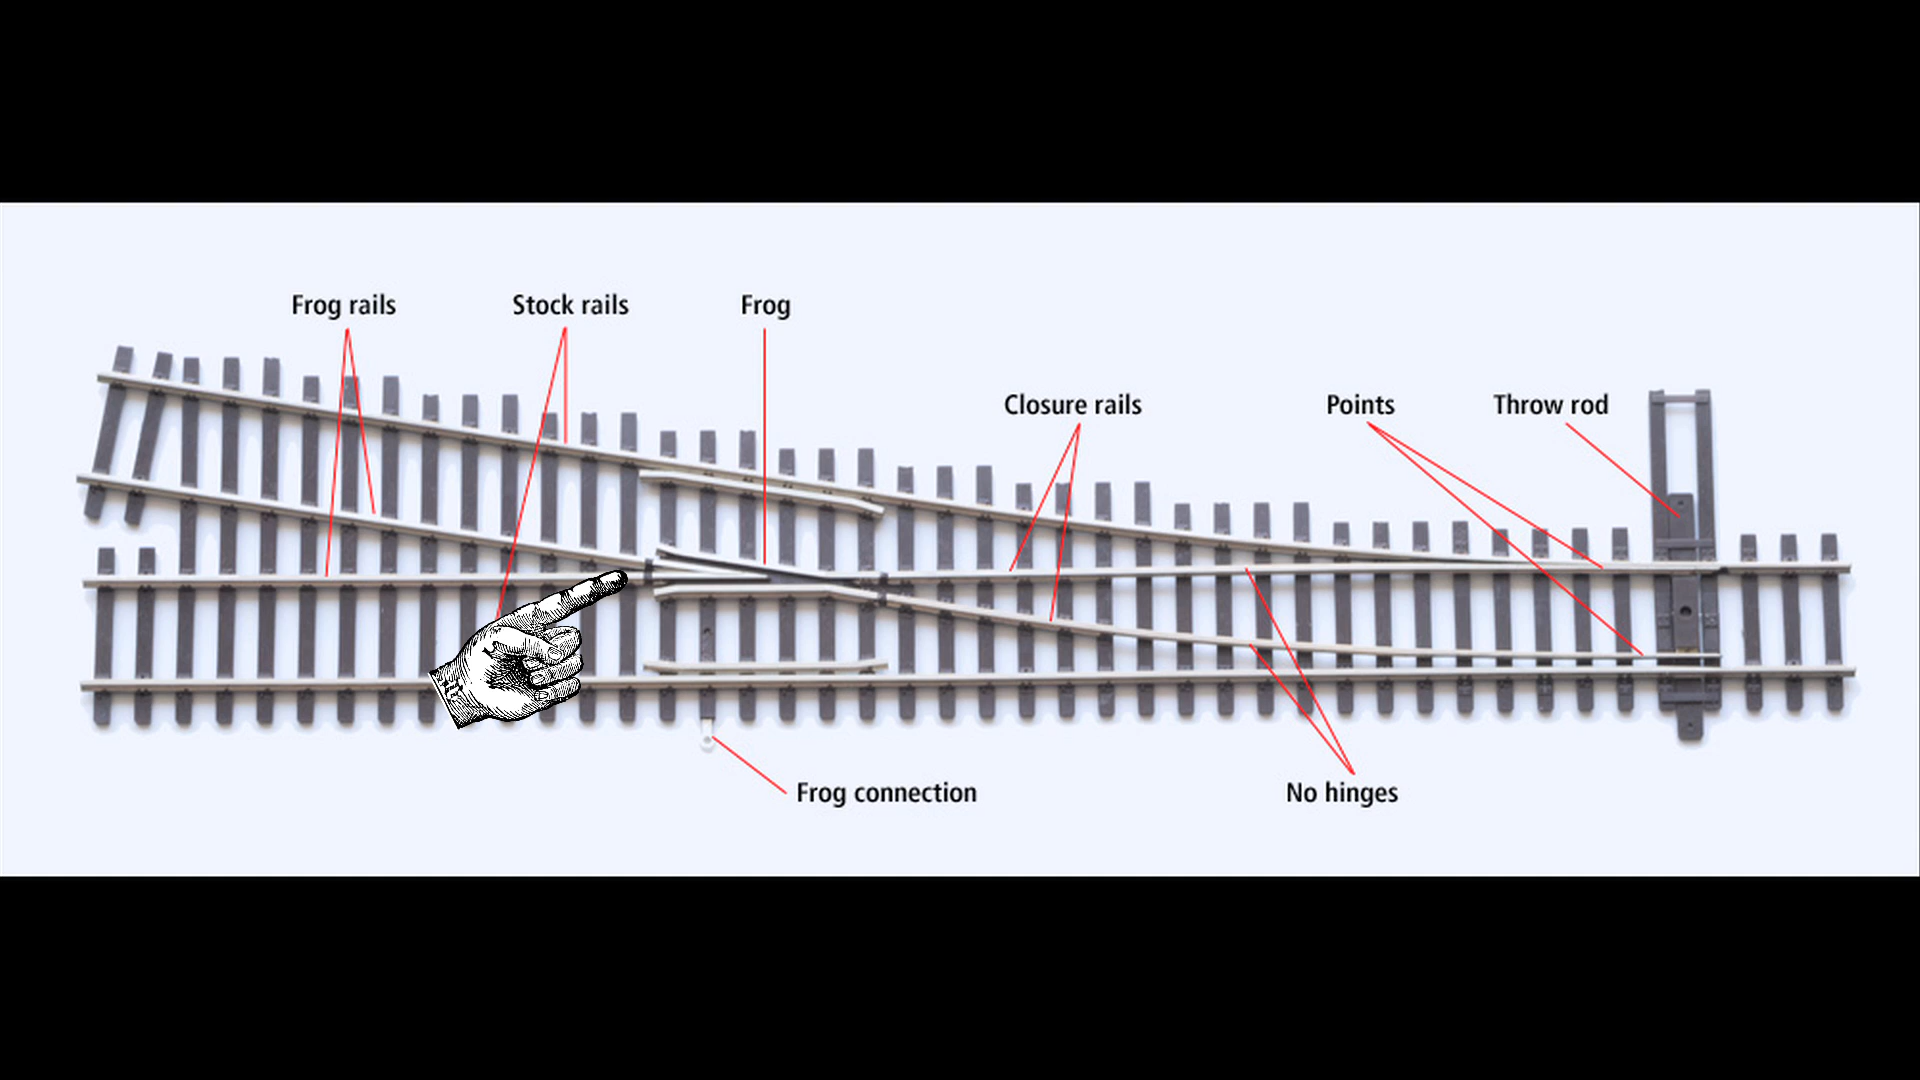 Frog rails
Stock rails
Frog
Closure rails
Points
Throw rod
Frog connection
No hinges